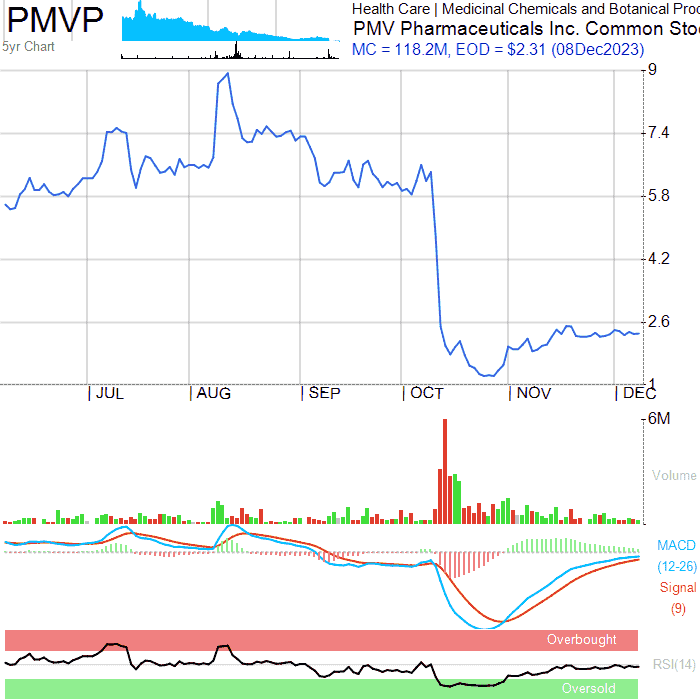 PMVP
5yr Chart
Health Care | Medicinal Chemicals and Botanical Pro
PMV Pharmaceuticals Inc. Common Sto
MC = 118.2M, EOD = $2.31 (08Dec2023)
9
7.4
5.8
4.2
2.6
1
JUL AUG SEP OCT NOV DEC
6M
Volume
MACD
(12-26)
Signal
(9)
Overbought
RSI(14)
Oversold